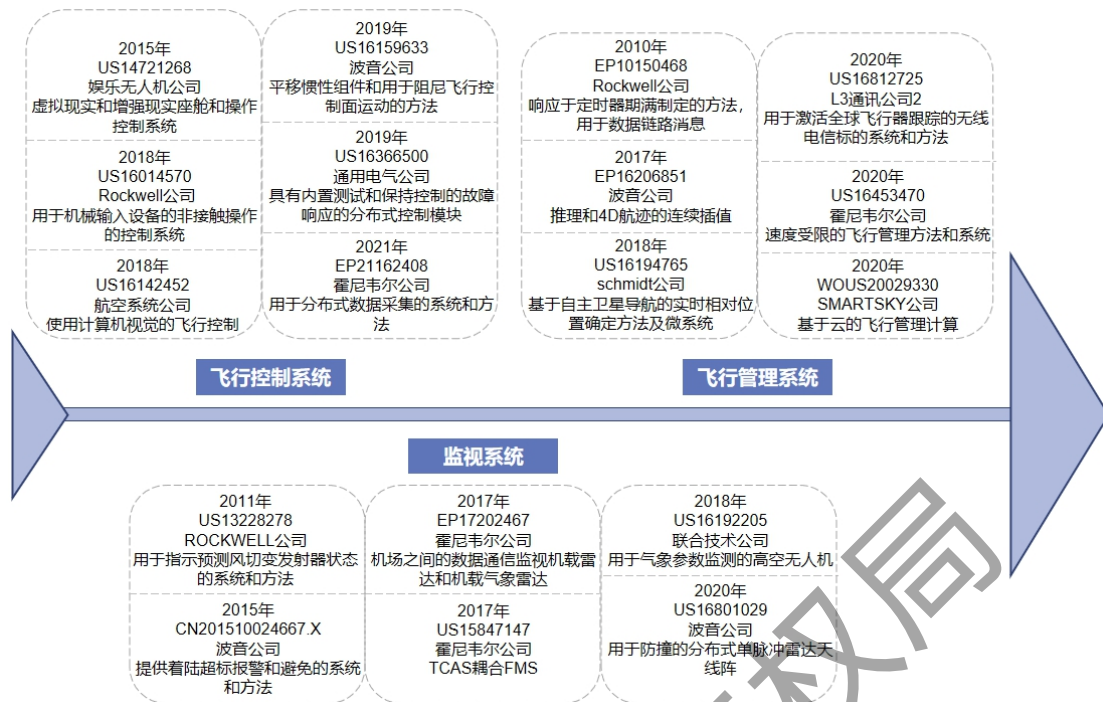 2015年
US14721268
娱乐无人机公司
虚拟现实和增强现实座舱和操作
控制系统
2018年
US16014570
Rockwell公司
用于机械输入设备的非接触操作
的控制系统
2018年
US16142452
航空系统公司
使用计算机视觉的飞行控制
2019年
US16159633
波音公司
平移惯性组件和用于阻尼飞行控
制面运动的方法
2019年
US16366500
通用电气公司
具有内置测试和保持控制的故障
响应的分布式控制模块
2021年
EP21162408
霍尼韦尔公司
用于分布式数据采集的系统和方
法
2010年
EP10150468
Rockwell公司
响应于定时器期满制定的方法,
用于数据链路消息
2017年
EP16206851
波音公司
推理和4D航迹的连续插值
2018年
US16194765
schmidt公司
基于自主卫星导航的实时相对位
置确定方法及微系统
2020年
US16812725
L3通讯公司2
用于激活全球飞行器跟踪的无线
电信标的系统和方法
2020年
US16453470
霍尼韦尔公司
速度受限的飞行管理方法和系统
2020年
WOUS20029330
SMARTSKY公司
基于云的飞行管理计算
飞行控制系统
飞行管理系统
监视系统
2011年
US13228278
ROCKWELL公司
用于指示预测风切变发射器状态
的系统和方法
2015年
CN201510024667.X
波音公司
提供着陆超标报警和避免的系统
和方法
2017年
EP17202467
霍尼韦尔公司
机场之间的数据通信监视机载雷
达和机载气象雷达
2017年
US15847147
霍尼韦尔公司
TCAS耦合FMS
2018年
US16192205
联合技术公司
用于气象参数监测的高空无人机
2020年
US16801029
波音公司
用于防撞的分布式单脉冲雷达天
线阵
权局